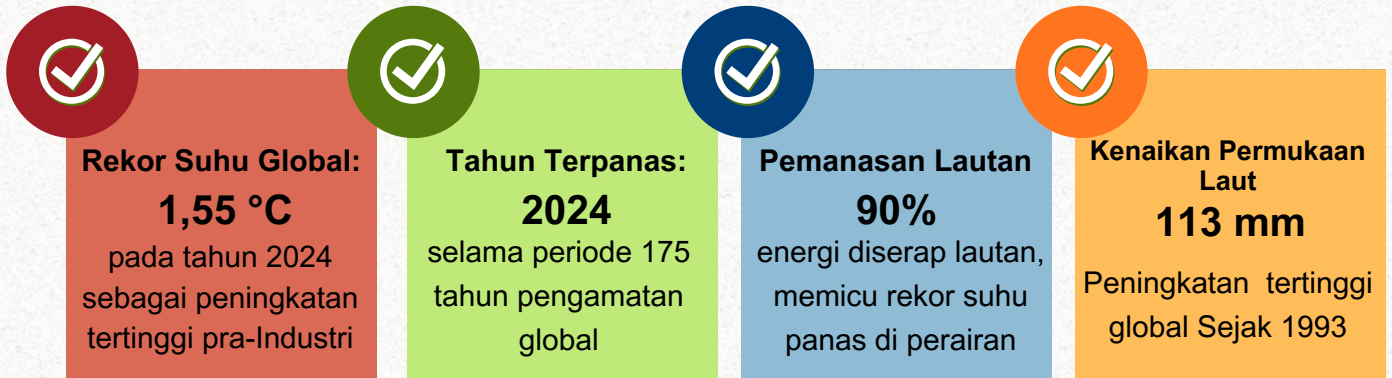 Rekor Suhu Global:
1,55 °C
pada tahun 2024
sebagai peningkatan
tertinggi pra-Industri
Tahun Terpanas:
2024
selama periode 175
tahun pengamatan
global
Pemanasan Lautan
90%
energi diserap lautan,
memicu rekor suhu
panas di perairan
Kenaikan Permukaan
Laut
113 mm
Peningkatan tertinggi
global Sejak 1993